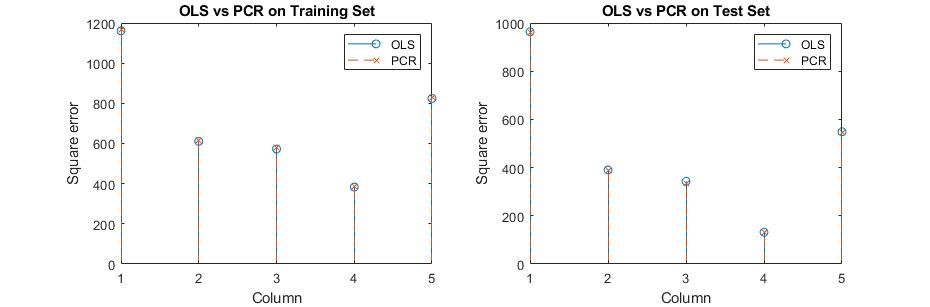 OLS vs PCR on Training Set
1200
1000
800
600
400
200
0
Square error
1 2 3 4 5
Column
OLS
PCR
OLS vs PCR on Test Set
1000
800
600
400
200
0
Square error
1 2 3 4 5
Column
OLS
PCR